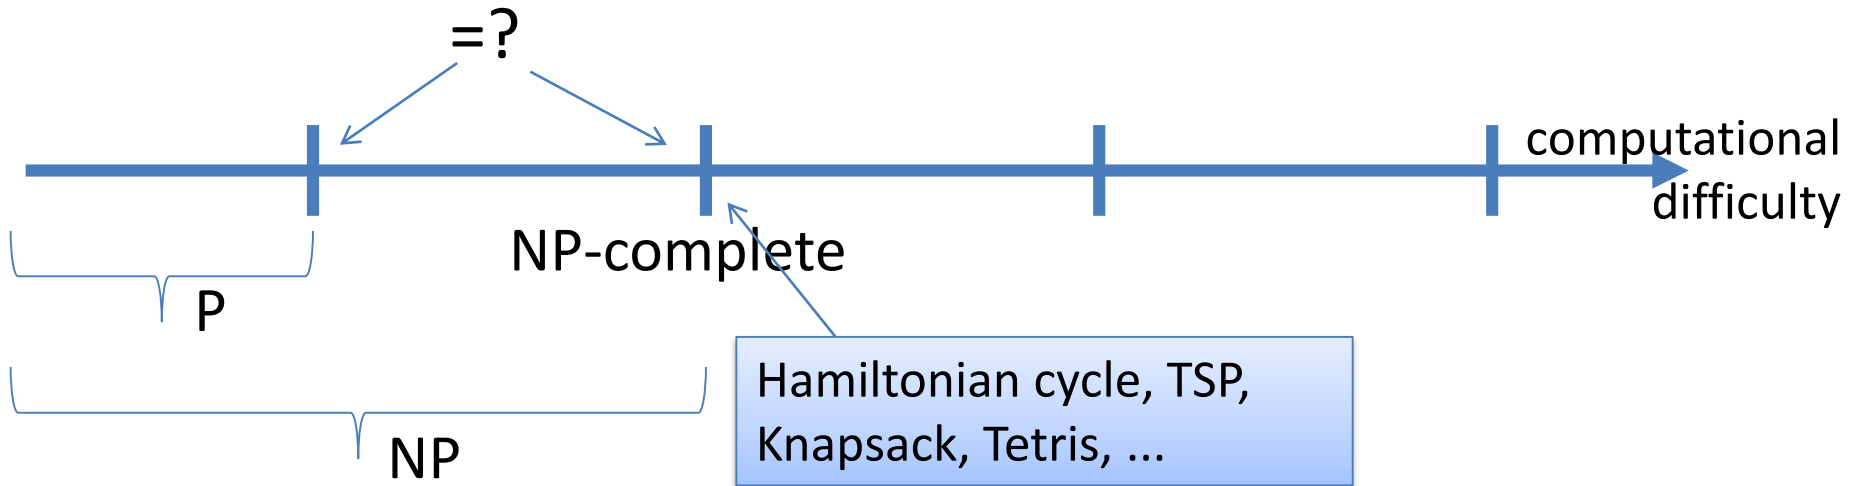 =?
computational
difficulty
NP-complete
P
Hamiltonian cycle, TSP,
Knapsack, Tetris, ...
NP